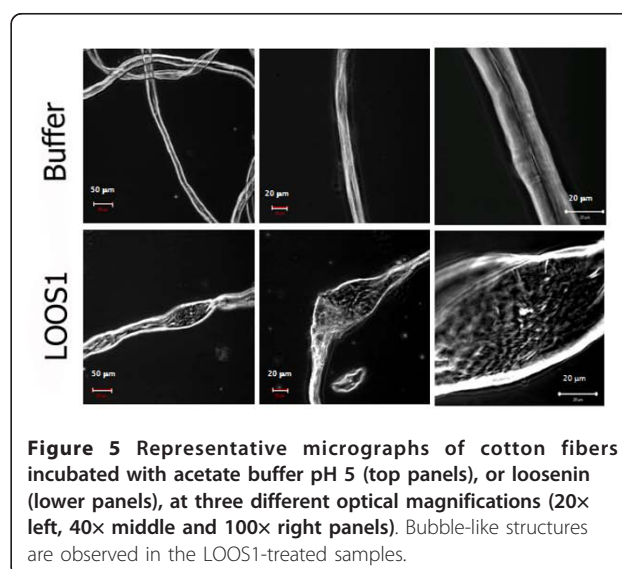 Buffer
50 µm
20 µm
20 µm
LOOS1
50 µm
20 µm
20 µm
Figure 5 Representative micrographs of cotton fibers
incubated with acetate buffer pH 5 (top panels), or loosenin
(lower panels), at three different optical magnifications (20×
left, 40× middle and 100× right panels). Bubble-like structures
are observed in the LOOS1-treated samples.